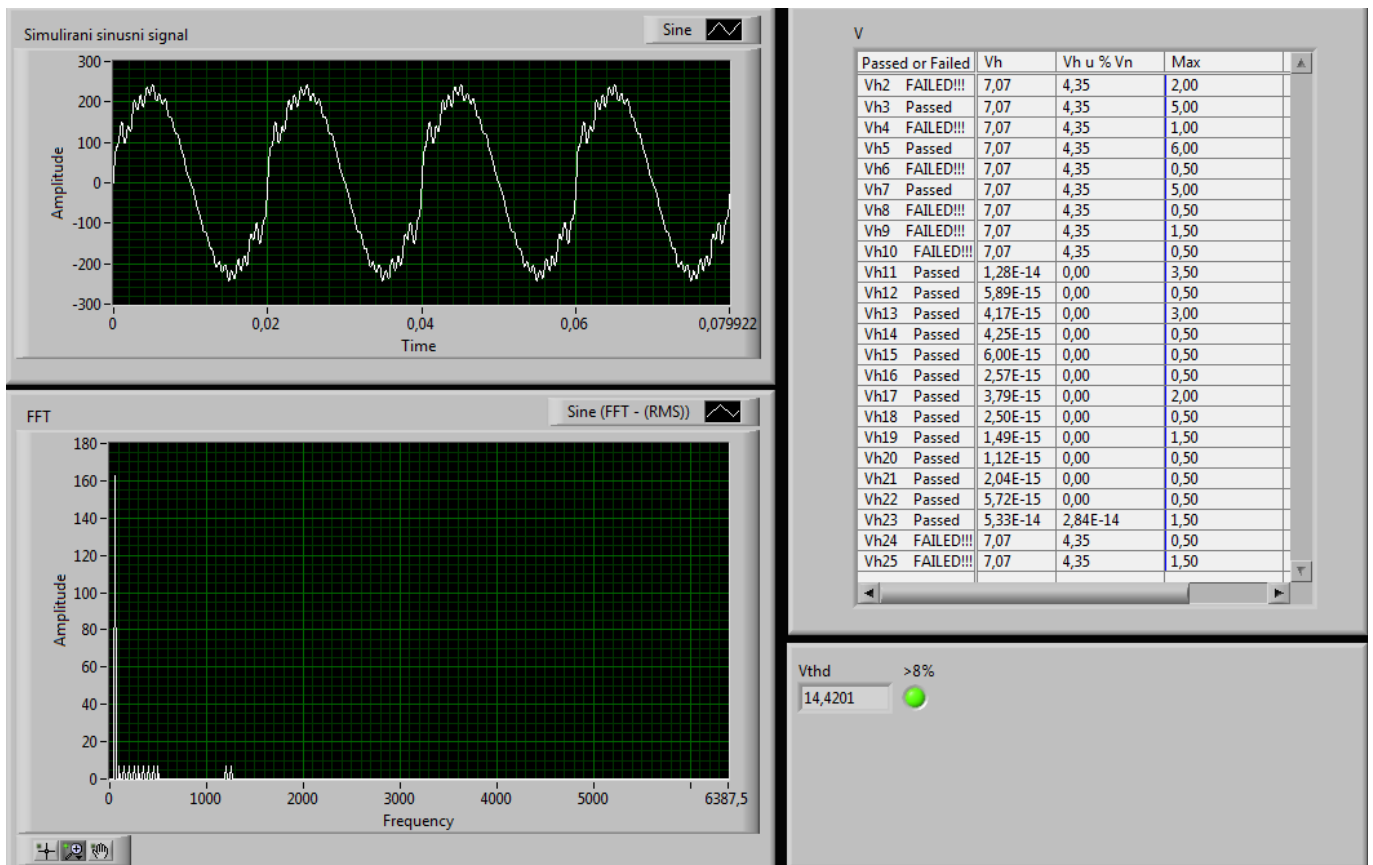 Simulirani sinusni signal
Sine
300
200
100
0
-100
-200
-300
Amplitude
0
0,02
0,04
0,06
0,079922
Time
FFT
Sine (FFT - (RMS))
180
160
140
120
100
80
60
40
20
0
Amplitude
0
1000
2000
3000
4000
5000
6387,5
Frequency
V
Passed or Failed Vh Vh u % Vn Max
Vh2 FAILED!!! 7,07 4,35 2,00
Vh3 Passed 7,07 4,35 5,00
Vh4 FAILED!!! 7,07 4,35 1,00
Vh5 Passed 7,07 4,35 6,00
Vh6 FAILED!!! 7,07 4,35 0,50
Vh7 Passed 7,07 4,35 5,00
Vh8 FAILED!!! 7,07 4,35 0,50
Vh9 FAILED!!! 7,07 4,35 1,50
Vh10 FAILED!!! 7,07 4,35 0,50
Vh11 Passed 1,28E-14 0,00 3,50
Vh12 Passed 5,89E-15 0,00 0,50
Vh13 Passed 4,17E-15 0,00 3,00
Vh14 Passed 4,25E-15 0,00 0,50
Vh15 Passed 6,00E-15 0,00 0,50
Vh16 Passed 2,57E-15 0,00 0,50
Vh17 Passed 3,79E-15 0,00 2,00
Vh18 Passed 2,50E-15 0,00 0,50
Vh19 Passed 1,49E-15 0,00 1,50
Vh20 Passed 1,12E-15 0,00 0,50
Vh21 Passed 2,04E-15 0,00 0,50
Vh22 Passed 5,72E-15 0,00 0,50
Vh23 Passed 5,33E-14 2,84E-14 1,50
Vh24 FAILED!!! 7,07 4,35 0,50
Vh25 FAILED!!! 7,07 4,35 1,50
Vthd >8%
14,4201